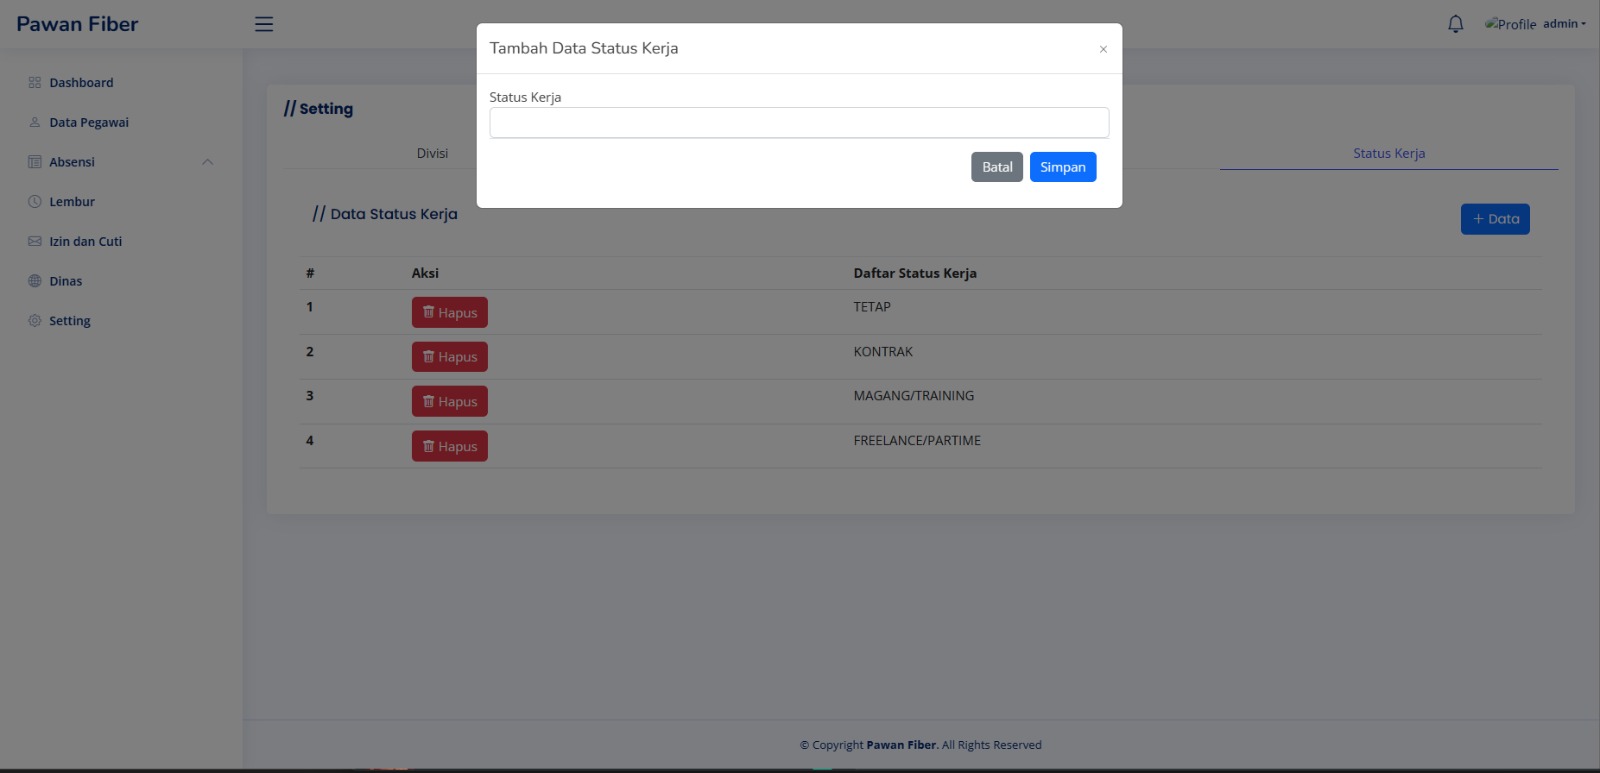 Pawan Fiber
Profile admin
Tambah Data Status Kerja
×
Status Kerja
Batal Simpan
Dashboard
Data Pegawai
Absensi
Lembur
Izin dan Cuti
Dinas
Setting
// Setting
Divisi Status Kerja
// Data Status Kerja
+ Data
# Aksi Daftar Status Kerja
1 Hapus TETAP
2 Hapus KONTRAK
3 Hapus MAGANG/TRAINING
4 Hapus FREELANCE/PARTIME
© Copyright Pawan Fiber. All Rights Reserved